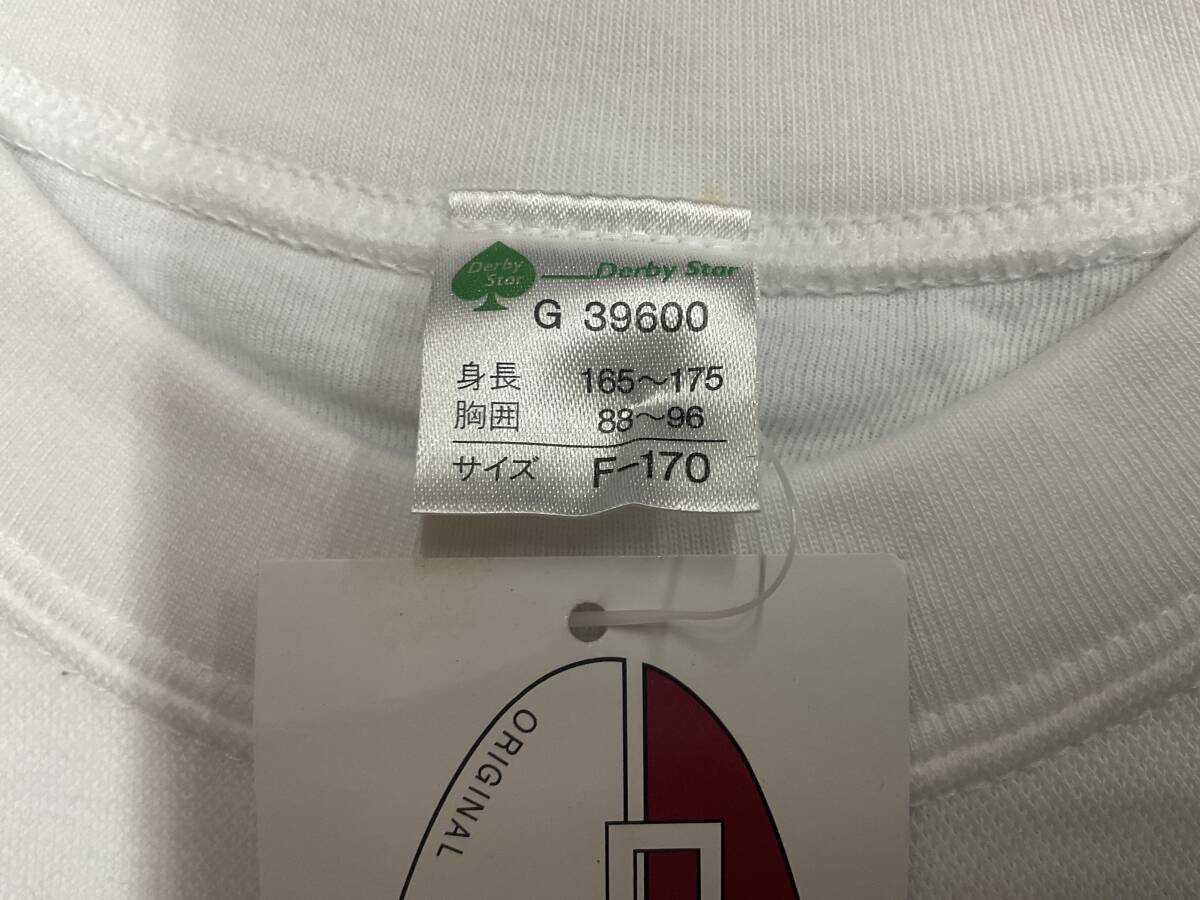 Derby
Star
Derby Star
G 39600
身長 165～175
胸囲 88～96
サイズ F-170
ORIGINAL